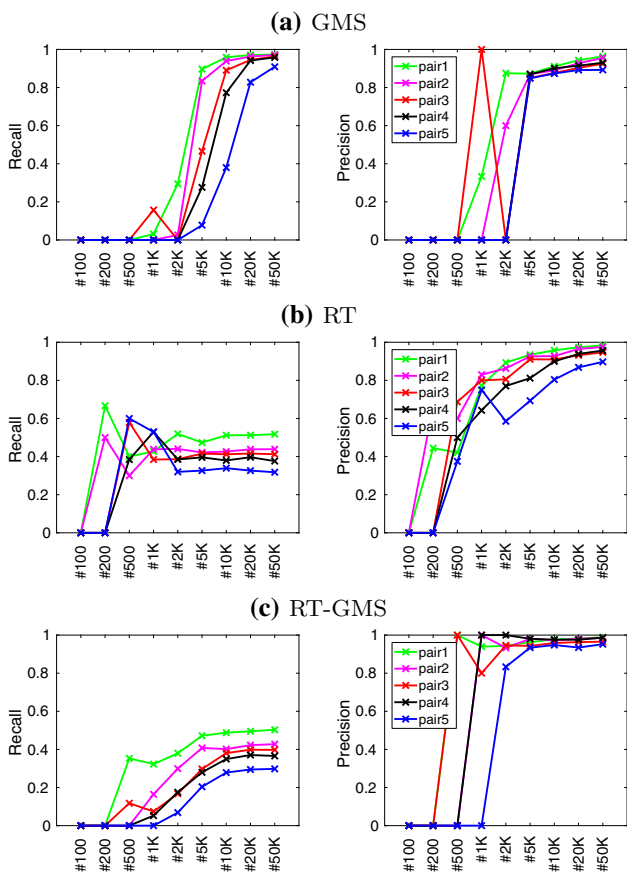 (a) GMS
1
0.8
0.6
0.4
0.2
0
Recall
#100
#200
#500
#1K
#2K
#5K
#10K
#20K
#50K
1
0.8
0.6
0.4
0.2
0
Precision
pair1
pair2
pair3
pair4
pair5
#100
#200
#500
#1K
#2K
#5K
#10K
#20K
#50K
(b) RT
1
0.8
0.6
0.4
0.2
0
Recall
#100
#200
#500
#1K
#2K
#5K
#10K
#20K
#50K
1
0.8
0.6
0.4
0.2
0
Precision
pair1
pair2
pair3
pair4
pair5
#100
#200
#500
#1K
#2K
#5K
#10K
#20K
#50K
(c) RT-GMS
1
0.8
0.6
0.4
0.2
0
Recall
#100
#200
#500
#1K
#2K
#5K
#10K
#20K
#50K
1
0.8
0.6
0.4
0.2
0
Precision
pair1
pair2
pair3
pair4
pair5
#100
#200
#500
#1K
#2K
#5K
#10K
#20K
#50K